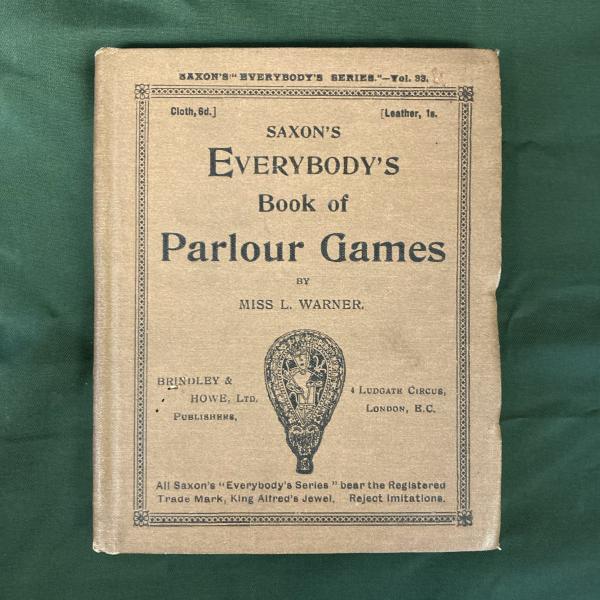 SAXON'S "EVERYBODY'S SERIES."—Vol. 33.
Cloth, 6d.]
[Leather, 1s.
SAXON'S
EVERYBODY'S
Book of
Parlour Games
BY
MISS L. WARNER.
BRINDLEY &
HOWE, LTD.
PUBLISHERS,
4 LUDGATE CIRCUS,
LONDON, E.C.
All Saxon's "Everybody's Series" bear the Registered
Trade Mark, King Alfred's Jewel. Reject Imitations.